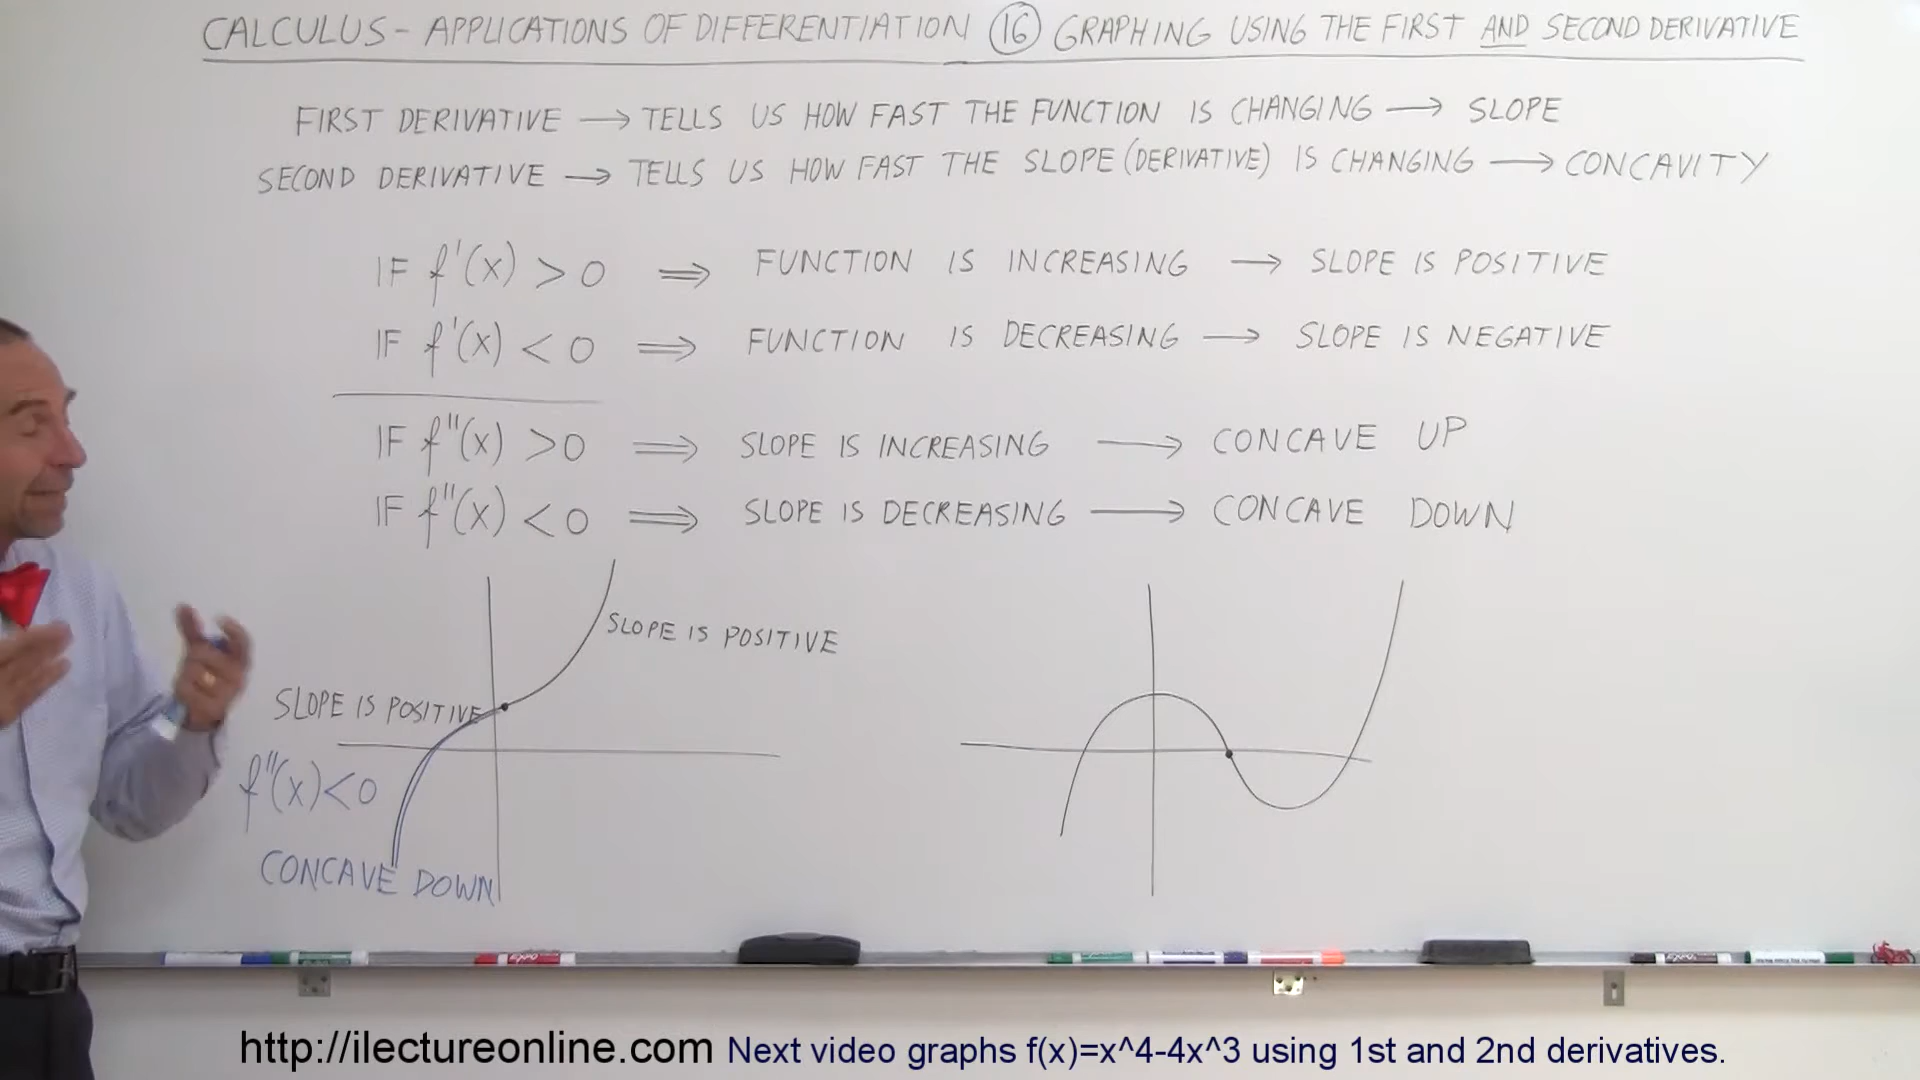 CALCULUS - APPLICATIONS OF DIFFERENTIATION 16 GRAPHING USING THE FIRST AND SECOND DERIVATIVE
FIRST DERIVATIVE → TELLS US HOW FAST THE FUNCTION IS CHANGING → SLOPE
SECOND DERIVATIVE → TELLS US HOW FAST THE SLOPE (DERIVATIVE) IS CHANGING → CONCAVITY
IF f'(x) > 0 ⇒ FUNCTION IS INCREASING → SLOPE IS POSITIVE
IF f'(x) < 0 ⇒ FUNCTION IS DECREASING → SLOPE IS NEGATIVE
IF f"(x) > 0 ⇒ SLOPE IS INCREASING → CONCAVE UP
IF f"(x) < 0 ⇒ SLOPE IS DECREASING → CONCAVE DOWN
SLOPE IS POSITIVE
SLOPE IS POSITIVE
f"(x) < 0
CONCAVE DOWN
EXPO
http://ilectureonline.com Next video graphs f(x)=x^4-4x^3 using 1st and 2nd derivatives.